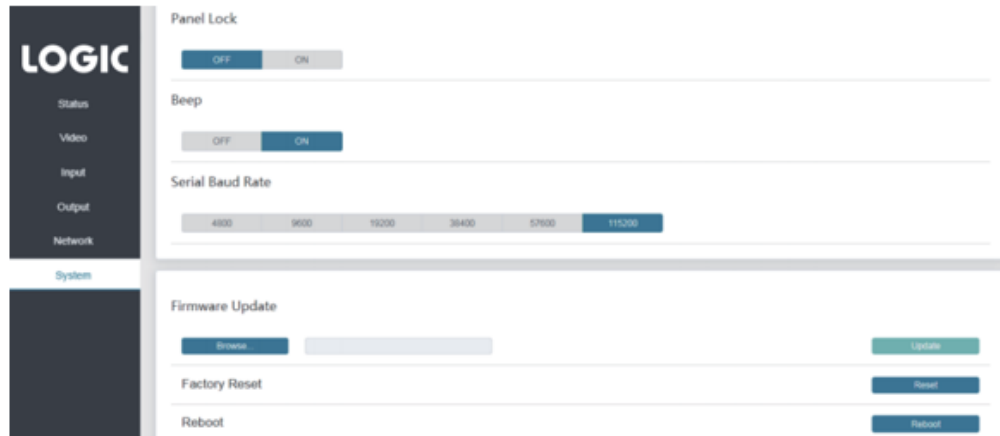 LOGIC
Status
Video
Input
Output
Network
System
Panel Lock
OFF ON
Beep
OFF ON
Serial Baud Rate
4800 9600 19200 38400 57600 115200
Firmware Update
Browse... Update
Factory Reset Reset
Reboot Reboot